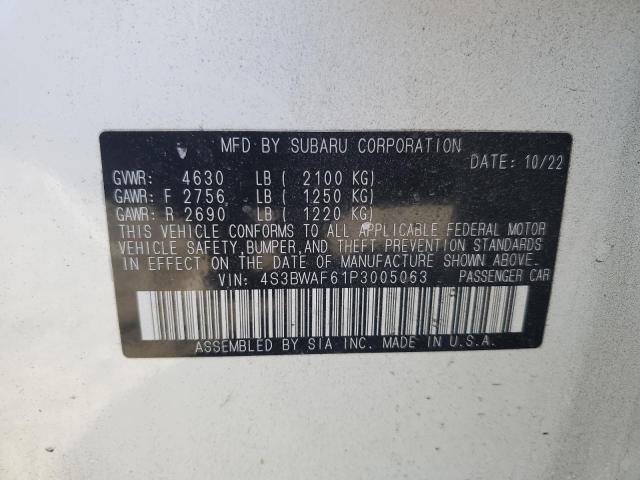 MFD BY SUBARU CORPORATION
DATE: 10/22
GVWR: 4630 LB ( 2100 KG)
GAWR: F 2756 LB ( 1250 KG)
GAWR: R 2690 LB ( 1220 KG)
THIS VEHICLE CONFORMS TO ALL APPLICABLE FEDERAL MOTOR
VEHICLE SAFETY, BUMPER, AND THEFT PREVENTION STANDARDS
IN EFFECT ON THE DATE OF MANUFACTURE SHOWN ABOVE.
VIN: 4S3BWAF61P3005063 PASSENGER CAR
ASSEMBLED BY SIA INC. MADE IN U.S.A.